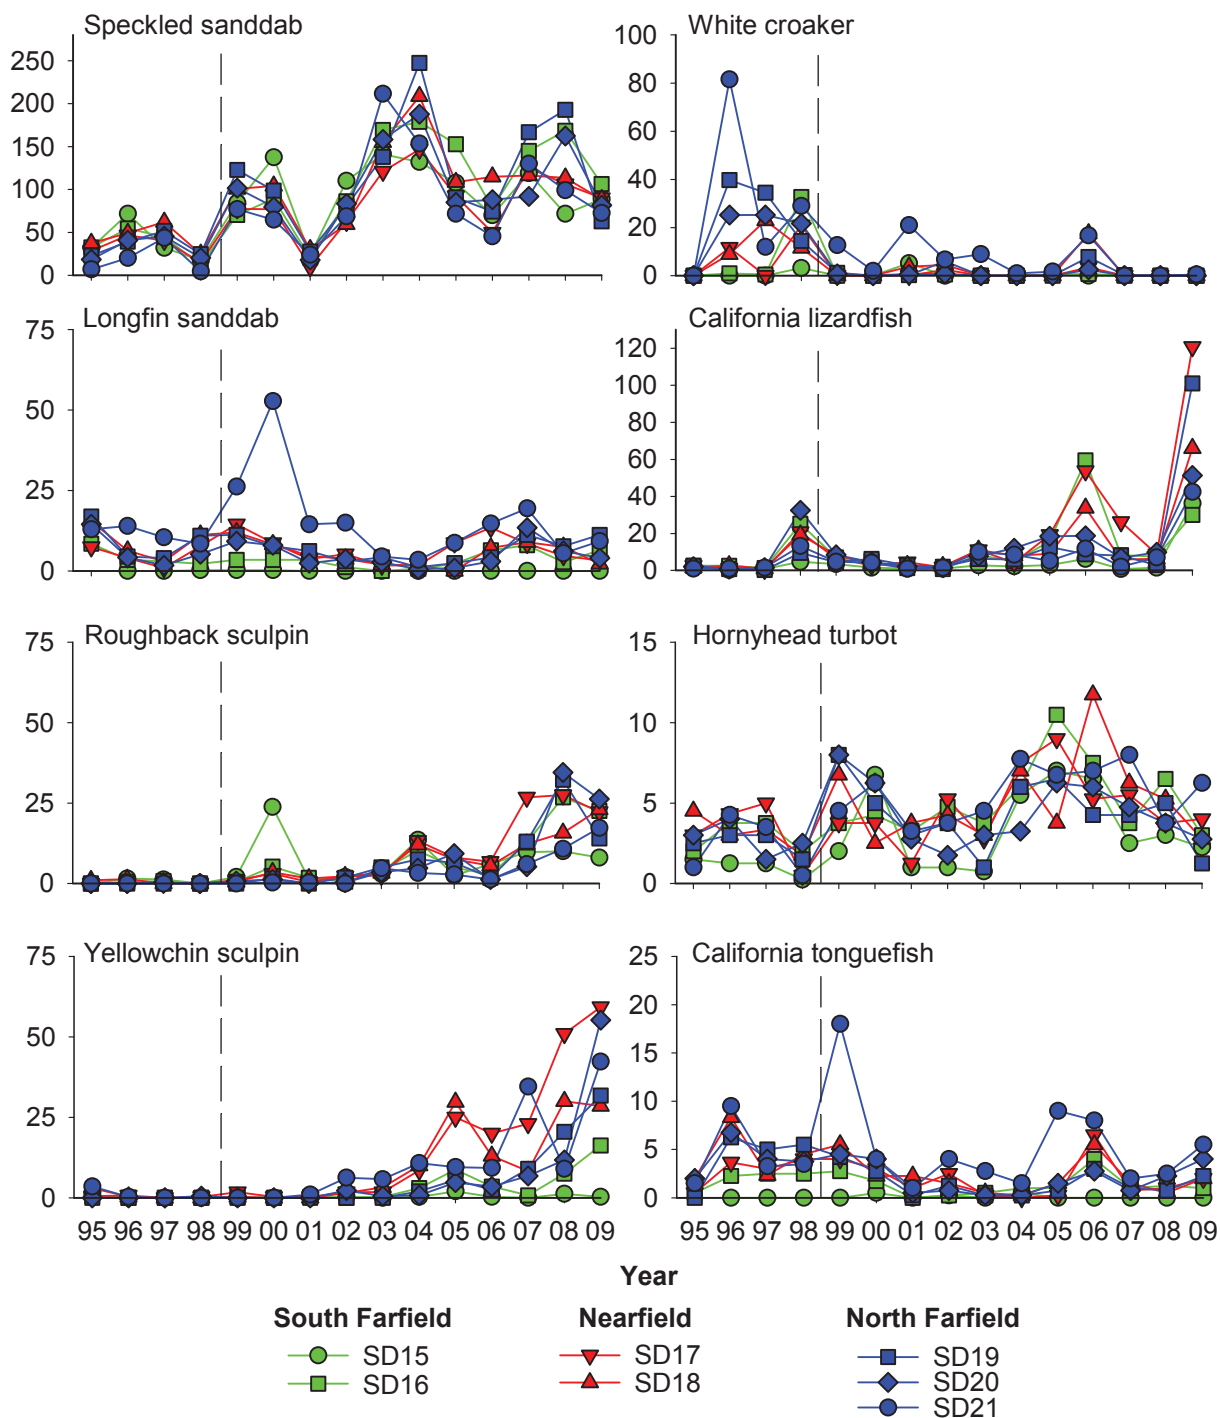 Speckled sanddab
250
200
150
100
50
0
White croaker
100
80
60
40
20
0
Longfin sanddab
75
50
25
0
California lizardfish
120
100
80
60
40
20
0
Roughback sculpin
75
50
25
0
Hornyhead turbot
15
10
5
0
Yellowchin sculpin
75
50
25
0
95 96 97 98 99 00 01 02 03 04 05 06 07 08 09
California tonguefish
25
20
15
10
5
0
95 96 97 98 99 00 01 02 03 04 05 06 07 08 09
Year
South Farfield
SD15
SD16
Nearfield
SD17
SD18
North Farfield
SD19
SD20
SD21